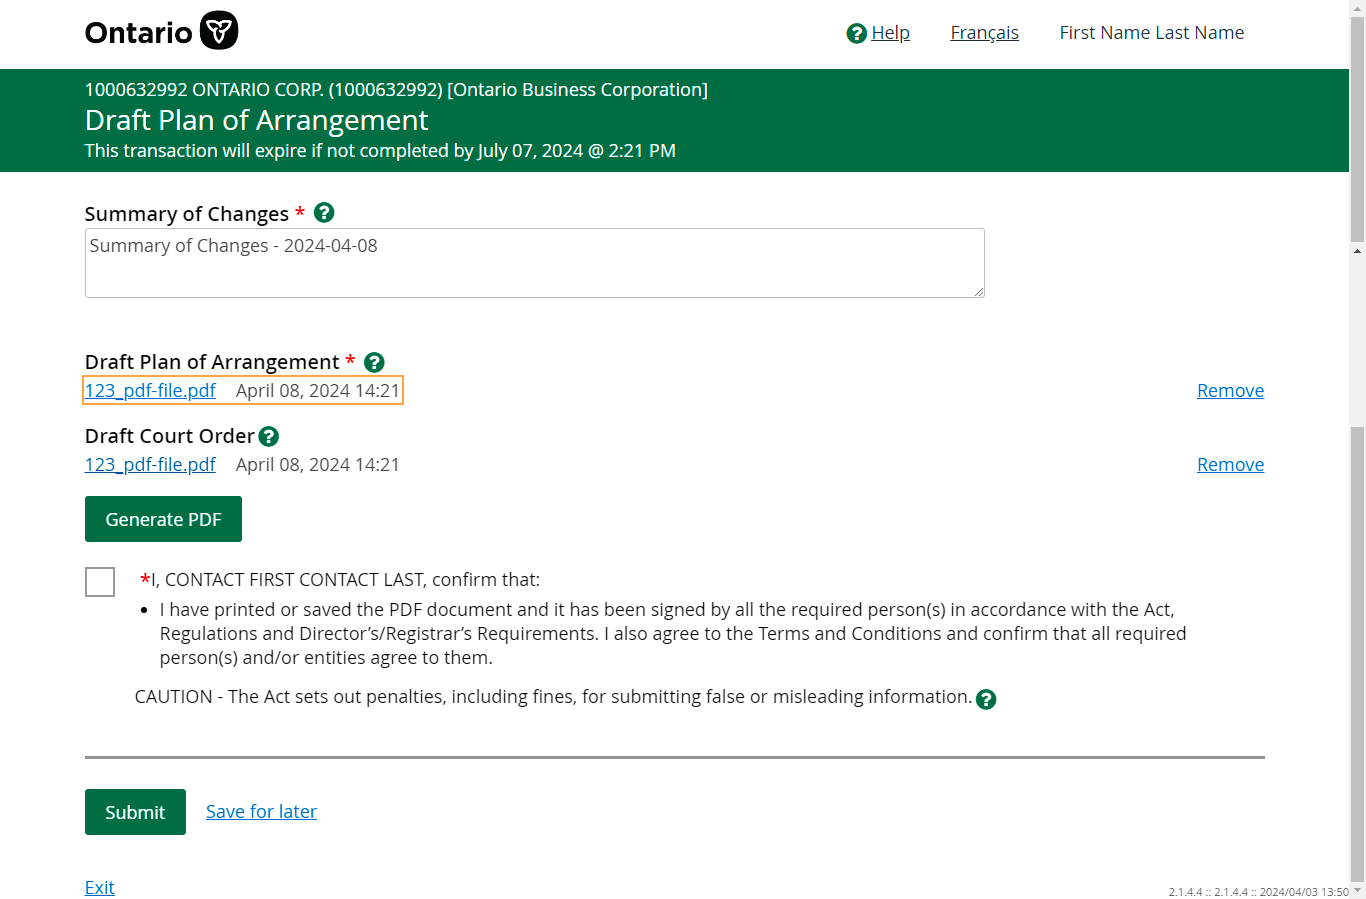 Ontario
Help Français First Name Last Name
1000632992 ONTARIO CORP. (1000632992) [Ontario Business Corporation]
Draft Plan of Arrangement
This transaction will expire if not completed by July 07, 2024 @ 2:21 PM
Summary of Changes *
Summary of Changes - 2024-04-08
Draft Plan of Arrangement *
123_pdf-file.pdf April 08, 2024 14:21 Remove
Draft Court Order
123_pdf-file.pdf April 08, 2024 14:21 Remove
Generate PDF
*I, CONTACT FIRST CONTACT LAST, confirm that:
• I have printed or saved the PDF document and it has been signed by all the required person(s) in accordance with the Act,
Regulations and Director’s/Registrar’s Requirements. I also agree to the Terms and Conditions and confirm that all required
person(s) and/or entities agree to them.
CAUTION - The Act sets out penalties, including fines, for submitting false or misleading information.
Submit Save for later
Exit
2.1.4.4 :: 2.1.4.4 :: 2024/04/03 13:50